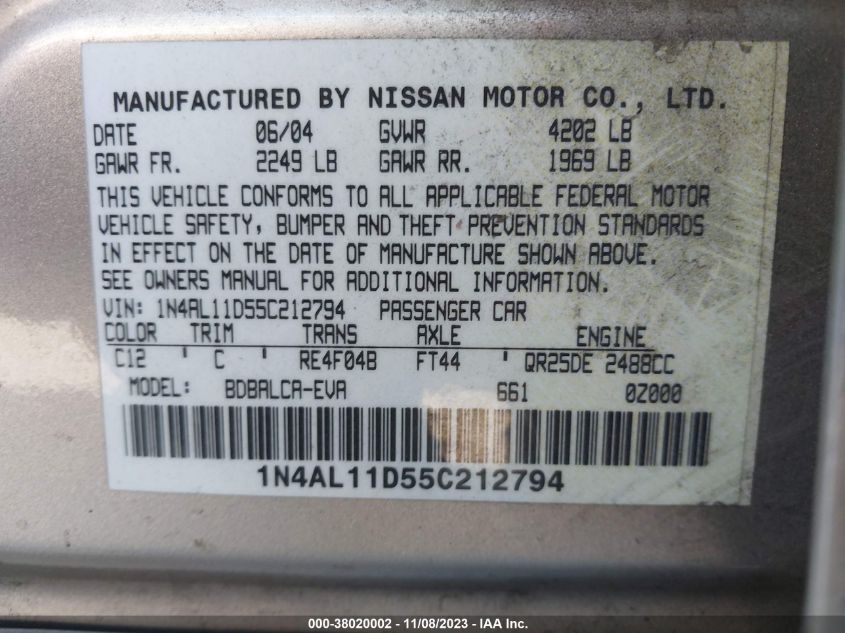 MANUFACTURED BY NISSAN MOTOR CO., LTD.
DATE 06/04 GVWR 4202 LB
GAWR FR. 2249 LB GAWR RR. 1969 LB
THIS VEHICLE CONFORMS TO ALL APPLICABLE FEDERAL MOTOR
VEHICLE SAFETY, BUMPER AND THEFT PREVENTION STANDARDS
IN EFFECT ON THE DATE OF MANUFACTURE SHOWN ABOVE.
SEE OWNERS MANUAL FOR ADDITIONAL INFORMATION.
VIN: 1N4AL11D55C212794 PASSENGER CAR
COLOR TRIM TRANS AXLE ENGINE
C12 ' C ' RE4F04B FT44 ' QR25DE 2488CC
MODEL: BDBALCA-EVA 661 0Z000
1N4AL11D55C212794
000-38020002 - 11/08/2023 - IAA Inc.